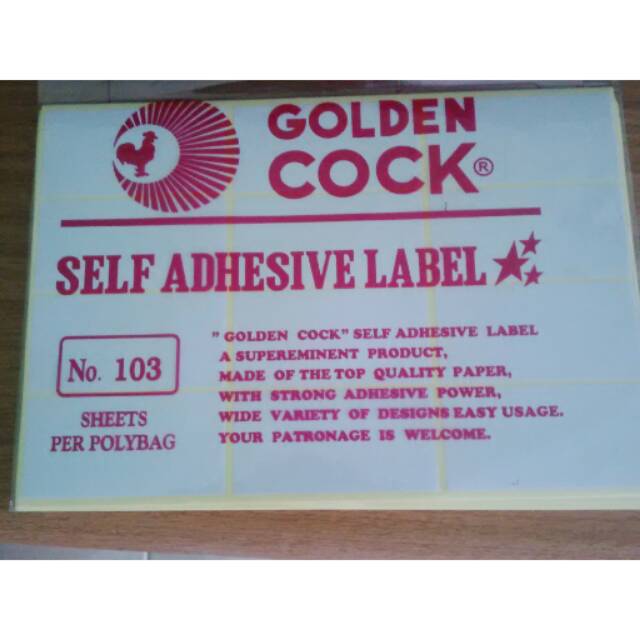 GOLDEN
COCK®
SELF ADHESIVE LABEL
No. 103
SHEETS
PER POLYBAG
" GOLDEN COCK" SELF ADHESIVE LABEL
A SUPEREMINENT PRODUCT,
MADE OF THE TOP QUALITY PAPER,
WITH STRONG ADHESIVE POWER,
WIDE VARIETY OF DESIGNS EASY USAGE.
YOUR PATRONAGE IS WELCOME.